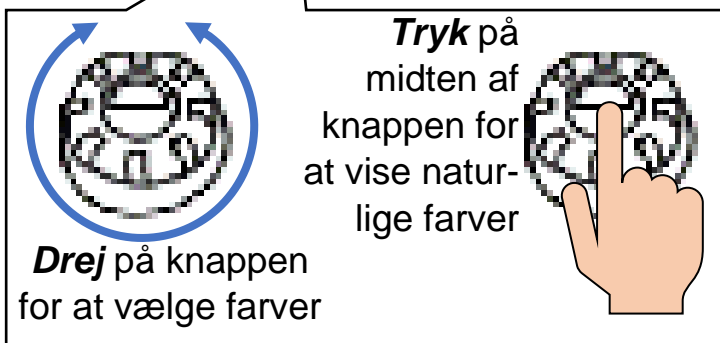 Drej på knappen
for at vælge farver
Tryk på
midten af
knappen for
at vise natur-
lige farver